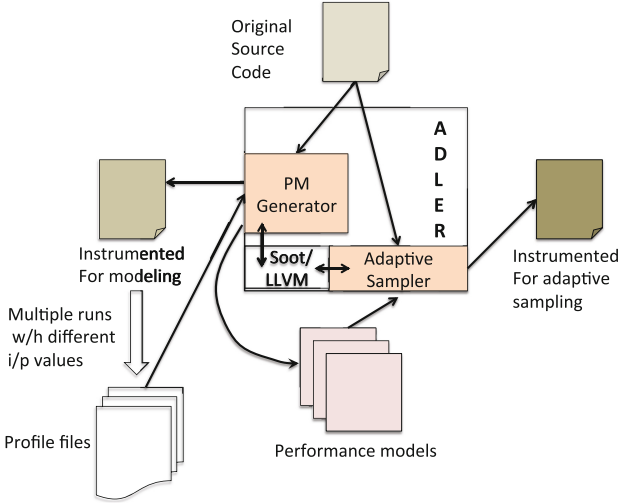 Original
Source
Code
A
D
L
E
R
PM
Generator
Soot/
LLVM
Adaptive
Sampler
Instrumented
For modeling
Instrumented
For adaptive
sampling
Multiple runs
w/h different
i/p values
Profile files
Performance models